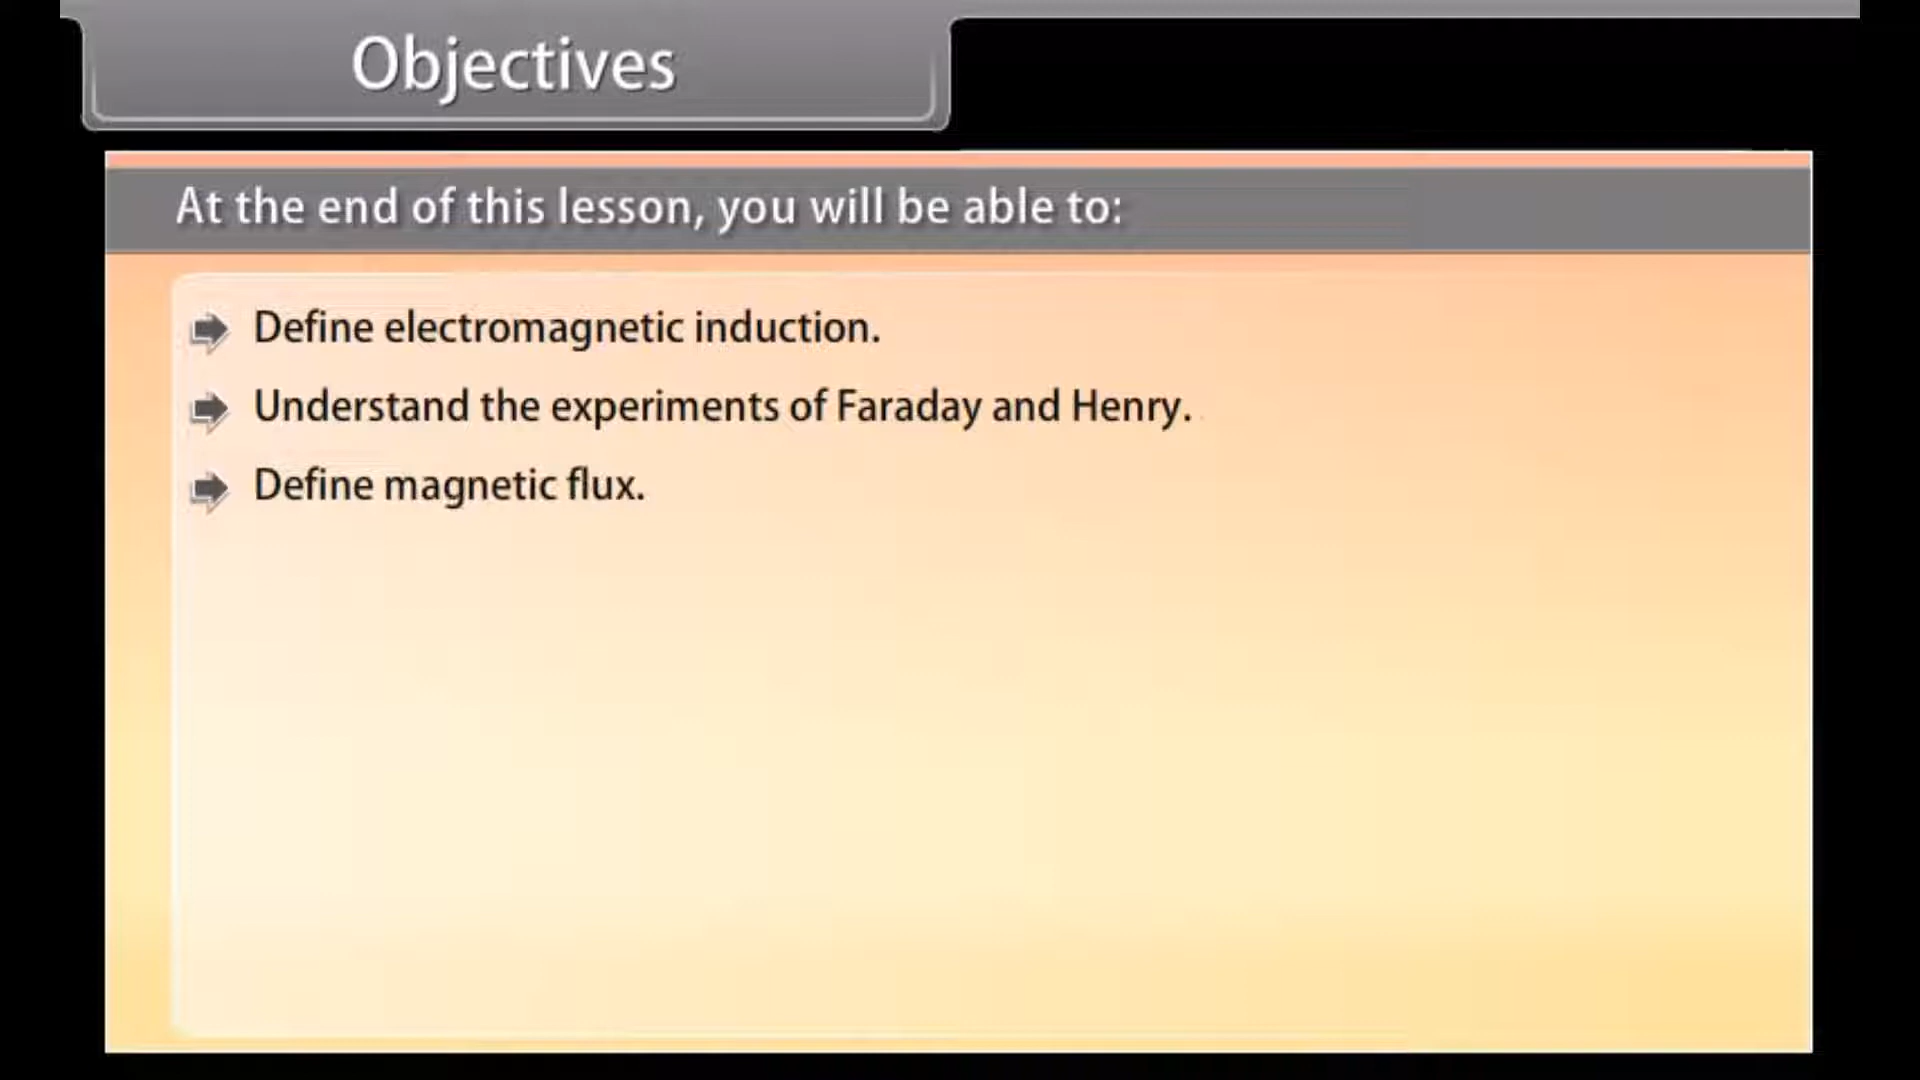 Objectives
At the end of this lesson, you will be able to:
Define electromagnetic induction.
Understand the experiments of Faraday and Henry.
Define magnetic flux.